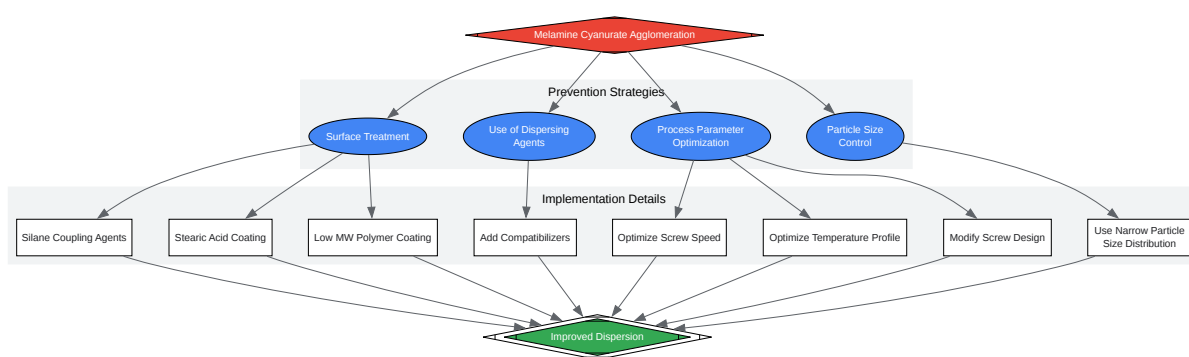 Melamine Cyanurate Agglomeration
Prevention Strategies
Surface Treatment
Use of Dispersing
Agents
Process Parameter
Optimization
Particle Size
Control
Implementation Details
Silane Coupling Agents
Stearic Acid Coating
Low MW Polymer Coating
Add Compatibilizers
Optimize Screw Speed
Optimize Temperature Profile
Modify Screw Design
Use Narrow Particle
Size Distribution
Improved Dispersion